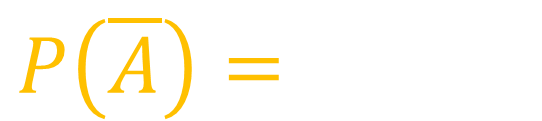 P(A̅) =